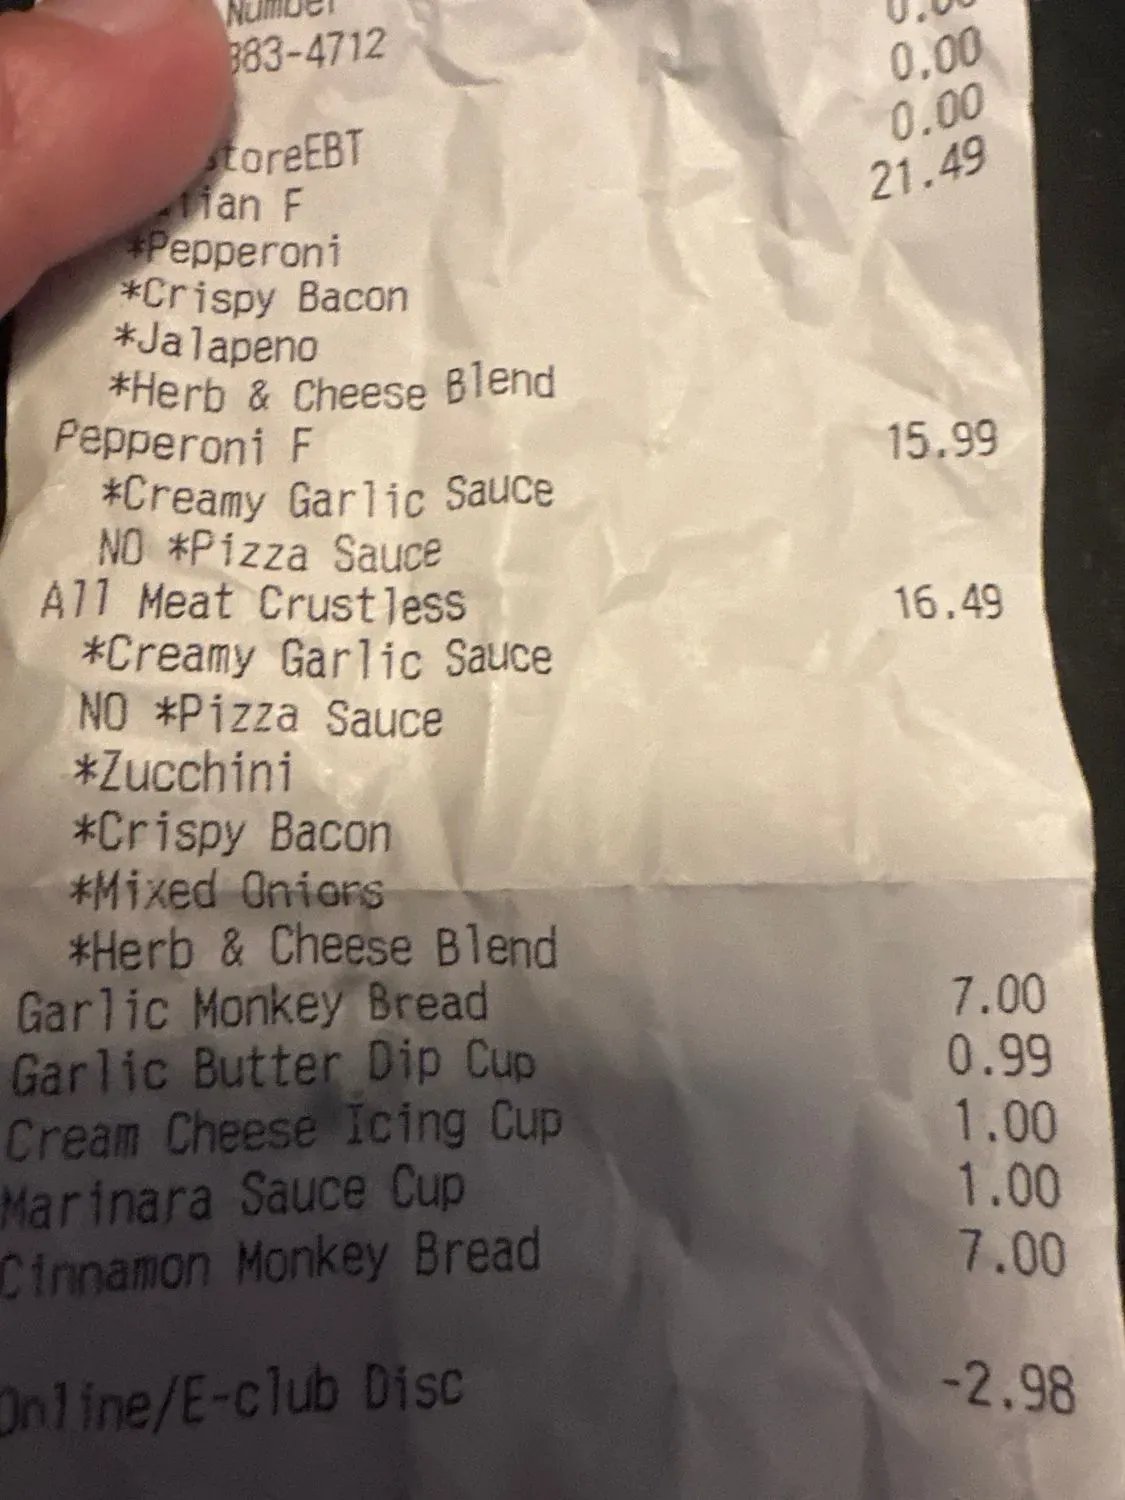 Number 0.00
383-4712 0.00
0.00
storeEBT 21.49
ian F
*Pepperoni
*Crispy Bacon
*Jalapeno
*Herb & Cheese Blend
Pepperoni F 15.99
*Creamy Garlic Sauce
NO *Pizza Sauce
All Meat Crustless 16.49
*Creamy Garlic Sauce
NO *Pizza Sauce
*Zucchini
*Crispy Bacon
*Mixed Onions
*Herb & Cheese Blend
Garlic Monkey Bread 7.00
Garlic Butter Dip Cup 0.99
Cream Cheese Icing Cup 1.00
Marinara Sauce Cup 1.00
Cinnamon Monkey Bread 7.00
Online/E-club Disc -2.98